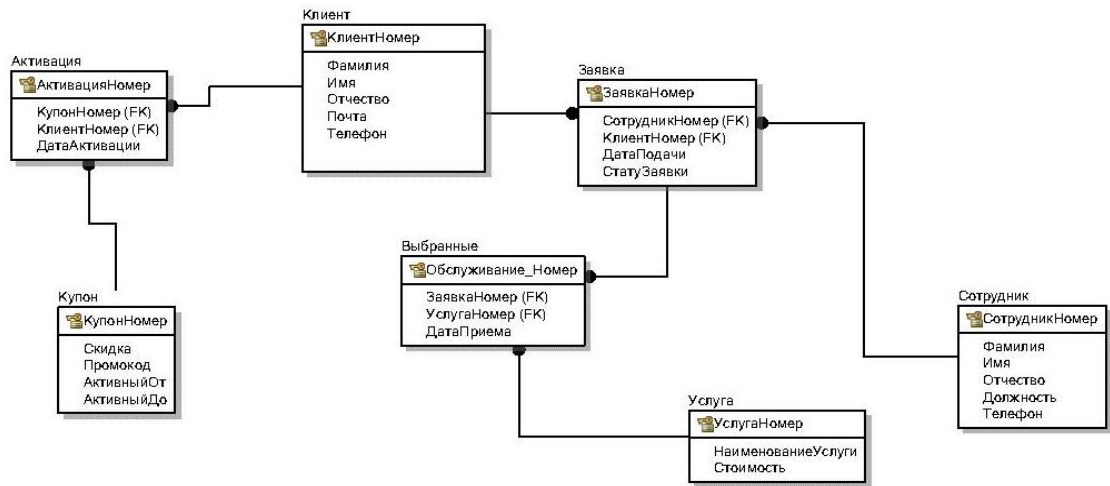 Клиент
КлиентНомер
Фамилия
Имя
Отчество
Почта
Телефон
Активация
АктивацияНомер
КупонНомер (FK)
КлиентНомер (FK)
ДатаАктивации
Заявка
ЗаявкаНомер
СотрудникНомер (FK)
КлиентНомер (FK)
ДатаПодачи
СтатуЗаявки
Выбранные
Обслуживание_Номер
ЗаявкаНомер (FK)
УслугаНомер (FK)
ДатаПриема
Купон
КупонНомер
Скидка
Промокод
АктивныйОт
АктивныйДо
Сотрудник
СотрудникНомер
Фамилия
Имя
Отчество
Должность
Телефон
Услуга
УслугаНомер
НаименованиеУслуги
Стоимость